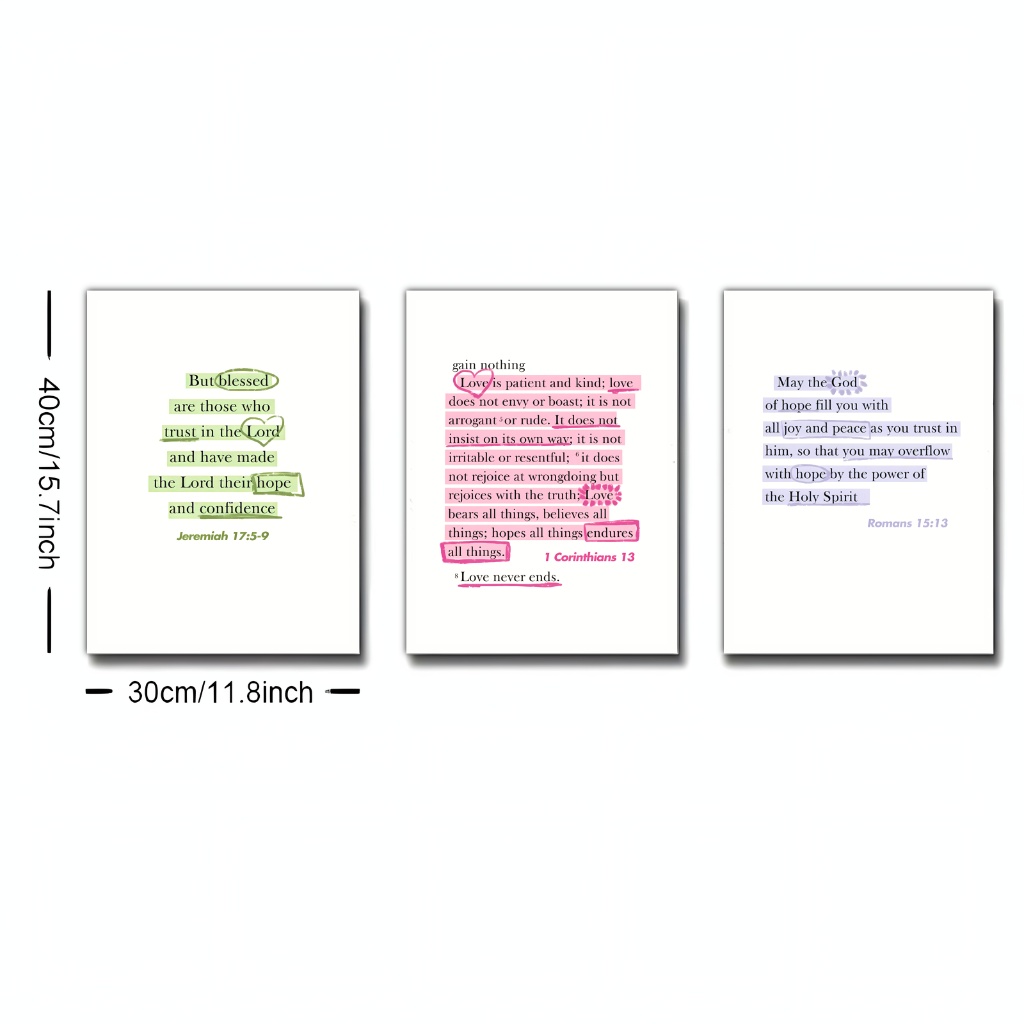 40cm/15.7inch
30cm/11.8inch
But blessed
are those who
trust in the Lord
and have made
the Lord their hope
and confidence
Jeremiah 17:5-9
gain nothing
Love is patient and kind; love
does not envy or boast; it is not
arrogant 5 or rude. It does not
insist on its own way; it is not
irritable or resentful; 6 it does
not rejoice at wrongdoing but
rejoices with the truth; Love
bears all things, believes all
things; hopes all things endures
all things.
1 Corinthians 13
8 Love never ends.
May the God
of hope fill you with
all joy and peace as you trust in
him, so that you may overflow
with hope by the power of
the Holy Spirit
Romans 15:13